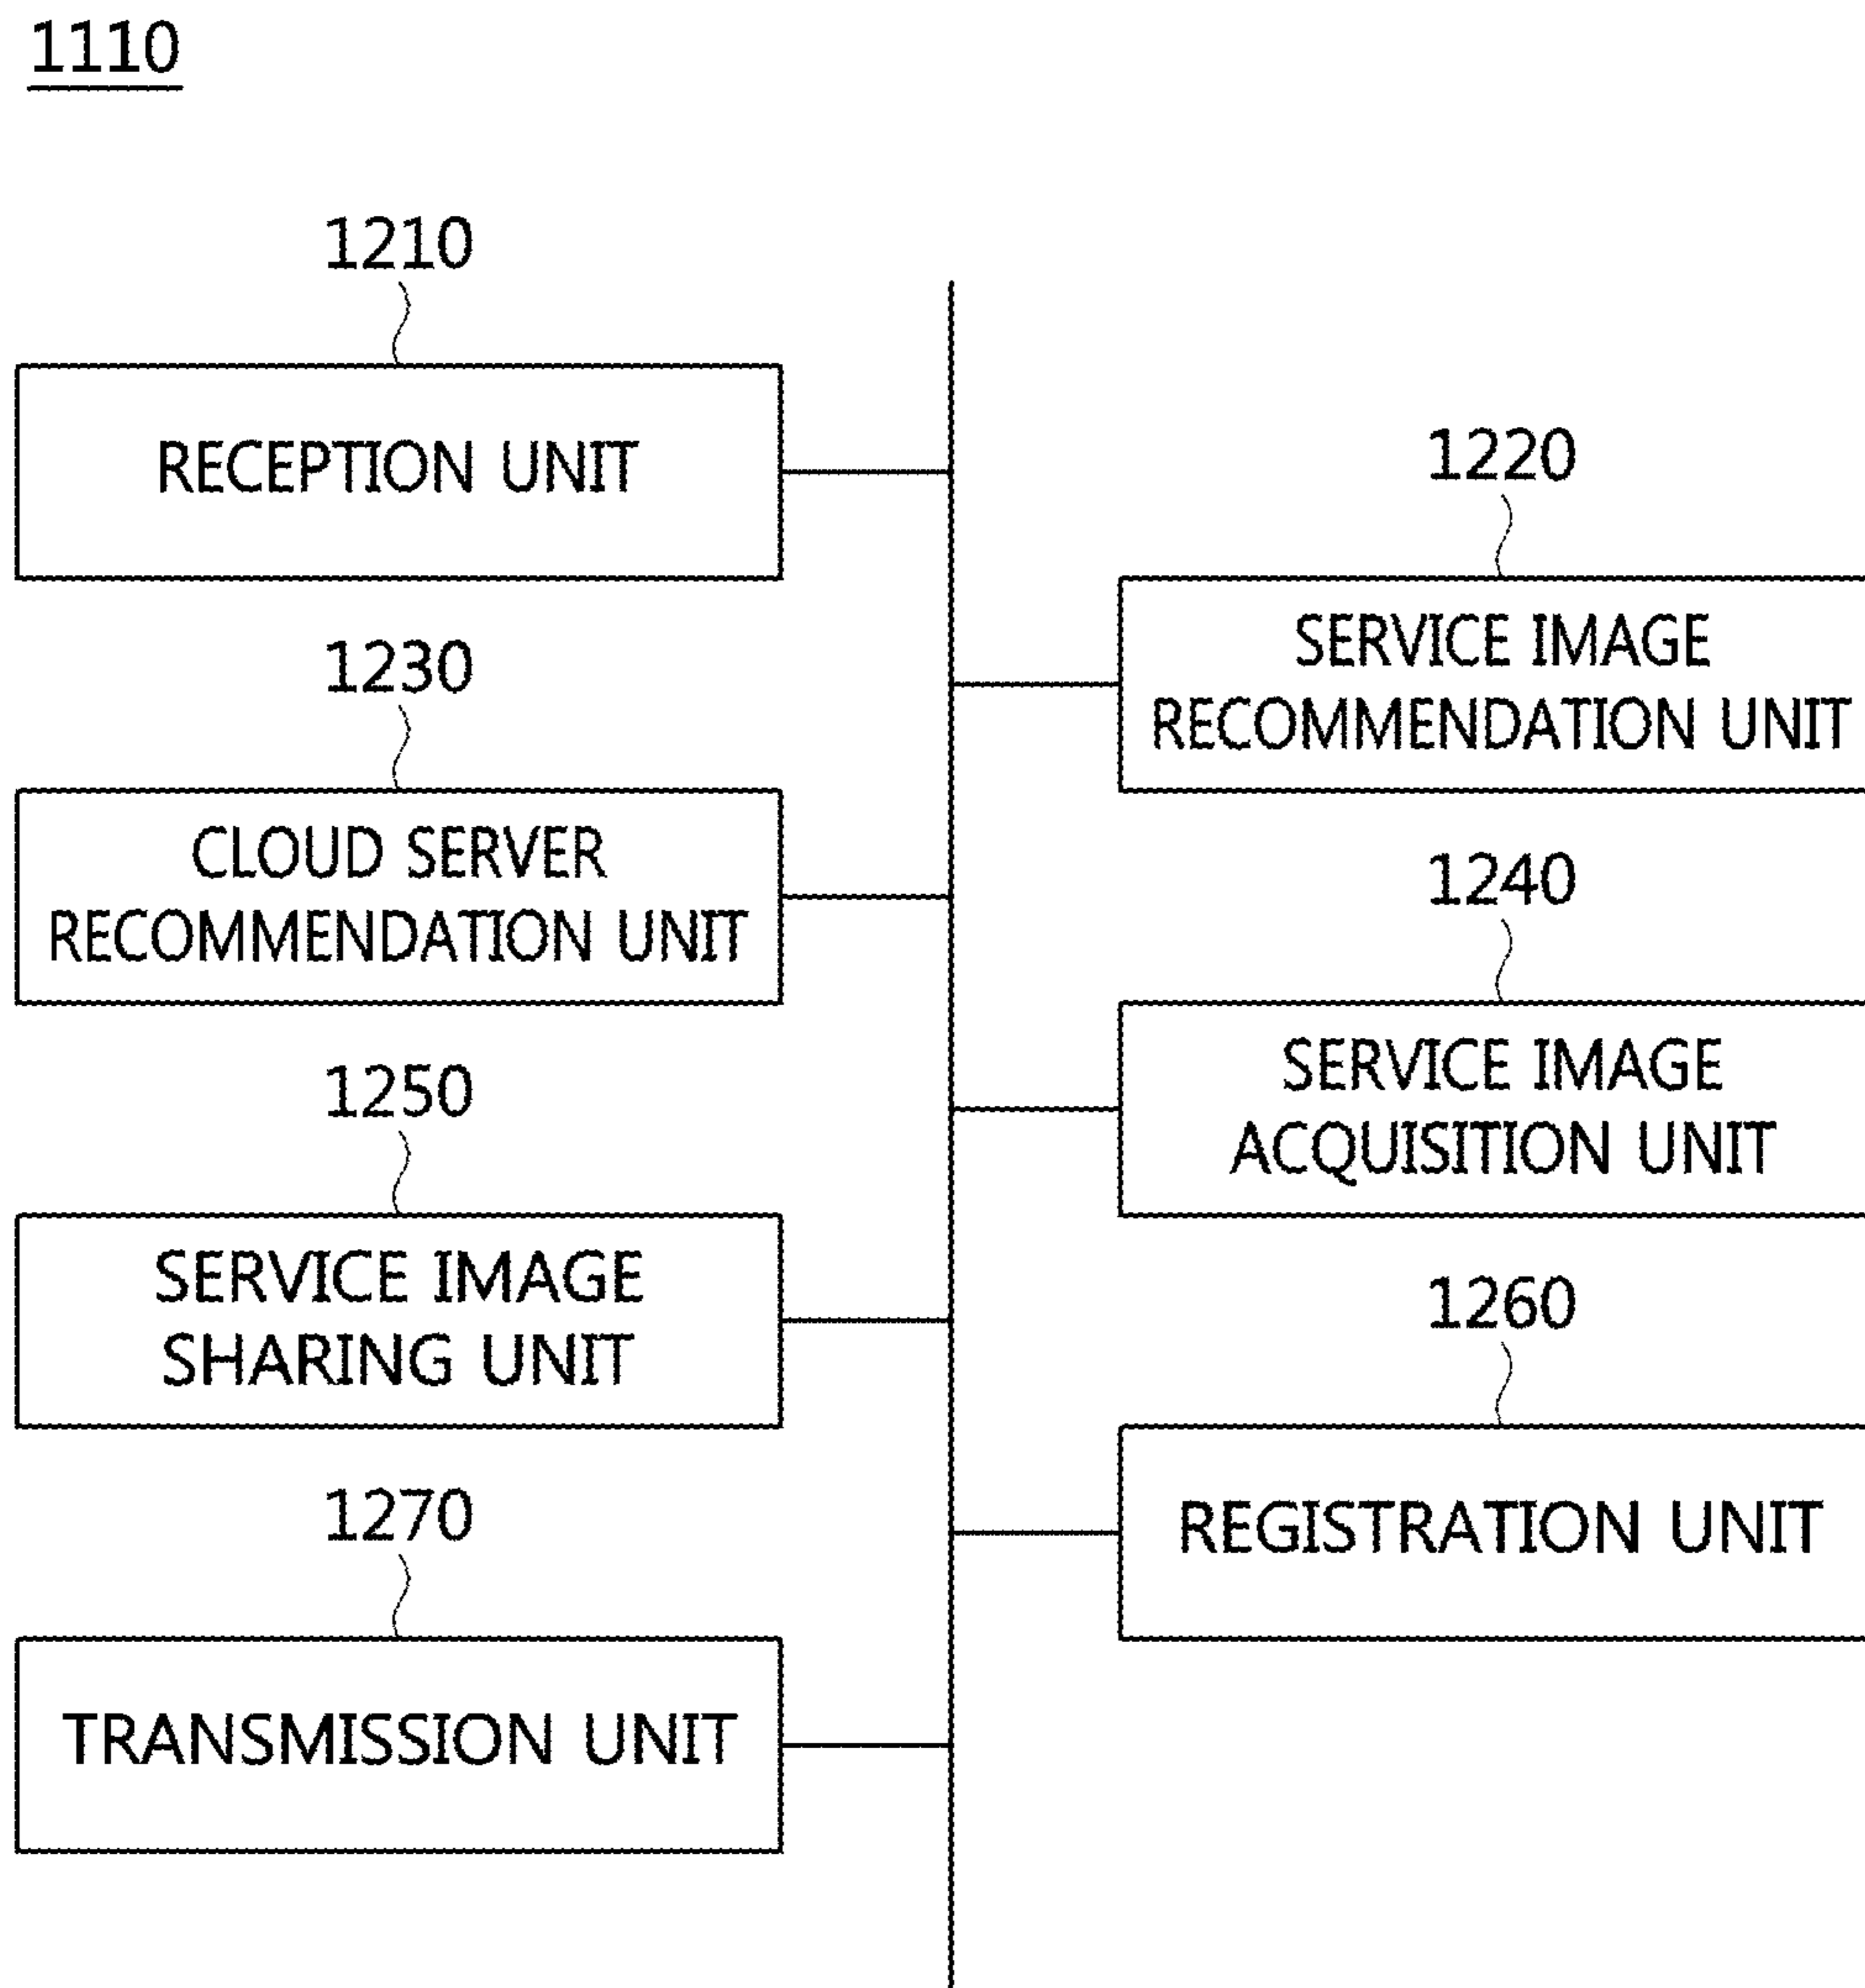 1110
1210
RECEPTION UNIT
1220
SERVICE IMAGE
RECOMMENDATION UNIT
1230
CLOUD SERVER
RECOMMENDATION UNIT
1240
SERVICE IMAGE
ACQUISITION UNIT
1250
SERVICE IMAGE
SHARING UNIT
1260
REGISTRATION UNIT
1270
TRANSMISSION UNIT